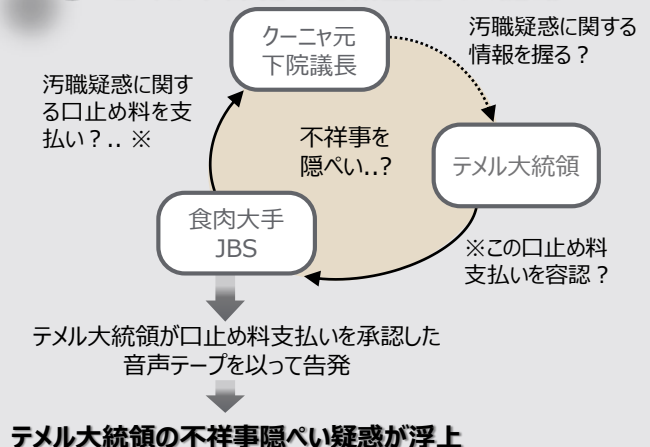 クーニャ元
下院議長
汚職疑惑に関する
情報を握る？
汚職疑惑に関す
る口止め料を支
払い？.. ※
不祥事を
隠ぺい..?
テメル大統領
食肉大手
JBS
※この口止め料
支払いを容認？
テメル大統領が口止め料支払いを承認した
音声テープを以って告発
テメル大統領の不祥事隠ぺい疑惑が浮上